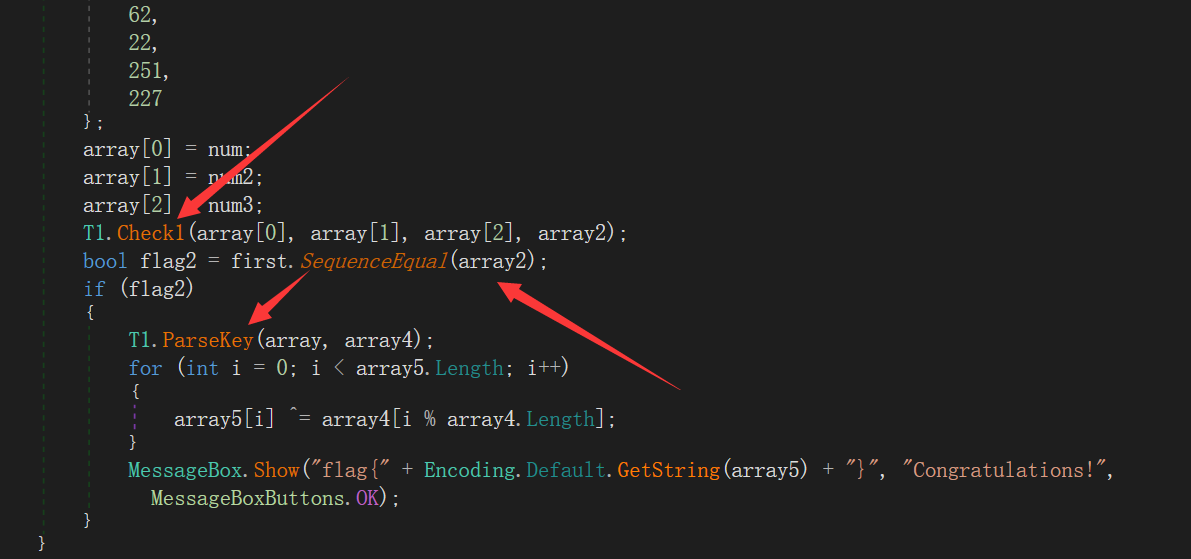 62,
22,
251,
227
};
array[0] = num;
array[1] = num2;
array[2] = num3;
T1.Check1(array[0], array[1], array[2], array2);
bool flag2 = first.SequenceEqual(array2);
if (flag2)
{
T1.ParseKey(array, array4);
for (int i = 0; i < array5.Length; i++)
{
array5[i] ^= array4[i % array4.Length];
}
MessageBox.Show("flag{" + Encoding.Default.GetString(array5) + "}", "Congratulations!",
MessageBoxButtons.OK);
}
}